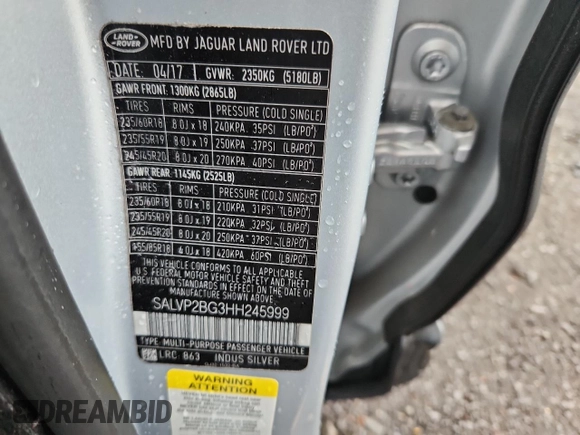 LAND-
ROVER
MFD BY JAGUAR LAND ROVER LTD
DATE: 04/17 GVWR: 2350KG (5180LB)
GAWR FRONT: 1300KG (2865LB)
TIRES RIMS PRESSURE (COLD SINGLE)
235/60R18 8.0J x 18 240KPA 35PSI (LB/PO²)
235/55R19 8.0J x 19 250KPA 37PSI (LB/PO²)
245/45R20 8.0J x 20 270KPA 40PSI (LB/PO²)
GAWR REAR: 1145KG (2525LB)
TIRES RIMS PRESSURE (COLD SINGLE)
235/60R18 8.0J x 18 210KPA 31PSI (LB/PO²)
235/55R19 8.0J x 19 220KPA 32PSI (LB/PO²)
245/45R20 8.0J x 20 250KPA 37PSI (LB/PO²)
155/85R18 4.0J x 18 420KPA 60PSI (LB/PO²)
THIS VEHICLE CONFORMS TO ALL APPLICABLE
U.S. FEDERAL MOTOR VEHICLE SAFETY AND THEFT
PREVENTION STANDARDS IN EFFECT ON THE DATE
OF MANUFACTURE SHOWN ABOVE
SALVP2BG3HH245999
TYPE: MULTI-PURPOSE PASSENGER VEHICLE
LRC: 863 INDUS SILVER
WARNING
ATTENTION
DREAMBID